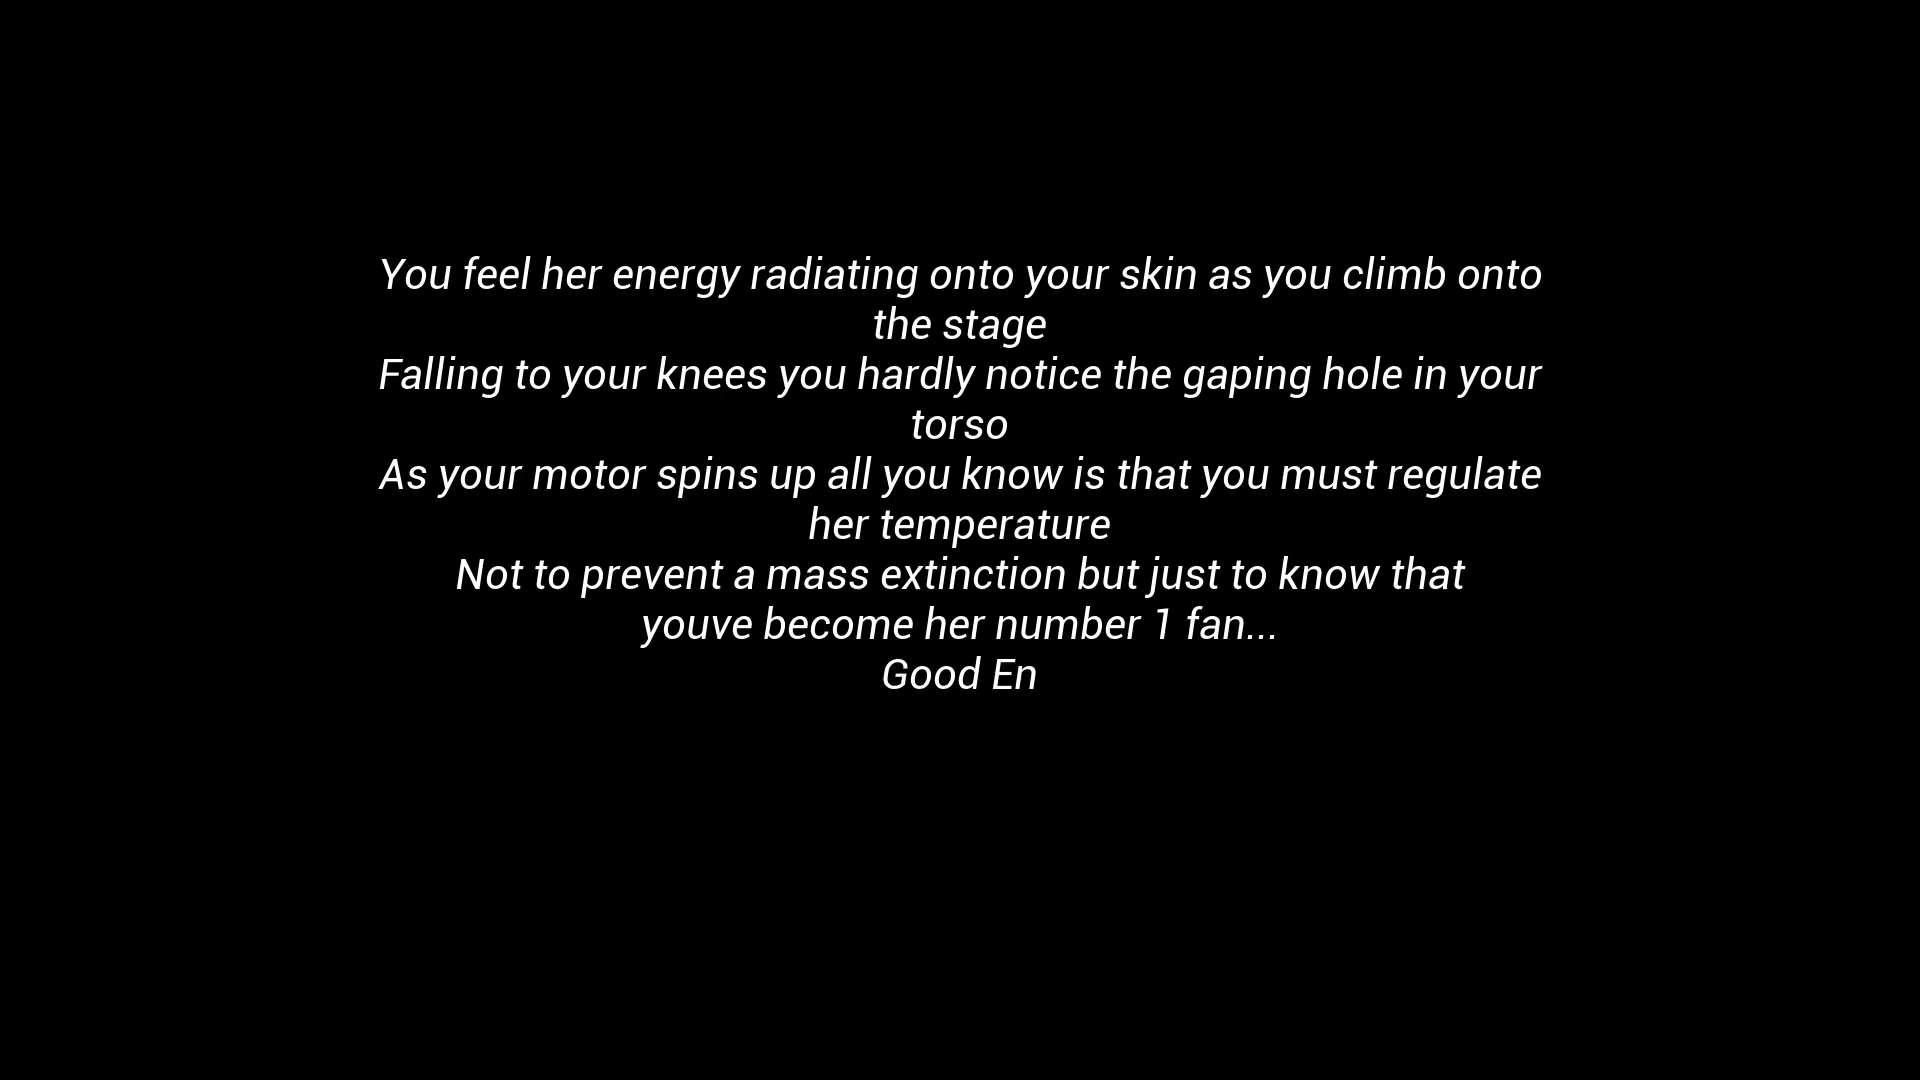 You feel her energy radiating onto your skin as you climb onto
the stage
Falling to your knees you hardly notice the gaping hole in your
torso
As your motor spins up all you know is that you must regulate
her temperature
Not to prevent a mass extinction but just to know that
youve become her number 1 fan...
Good En